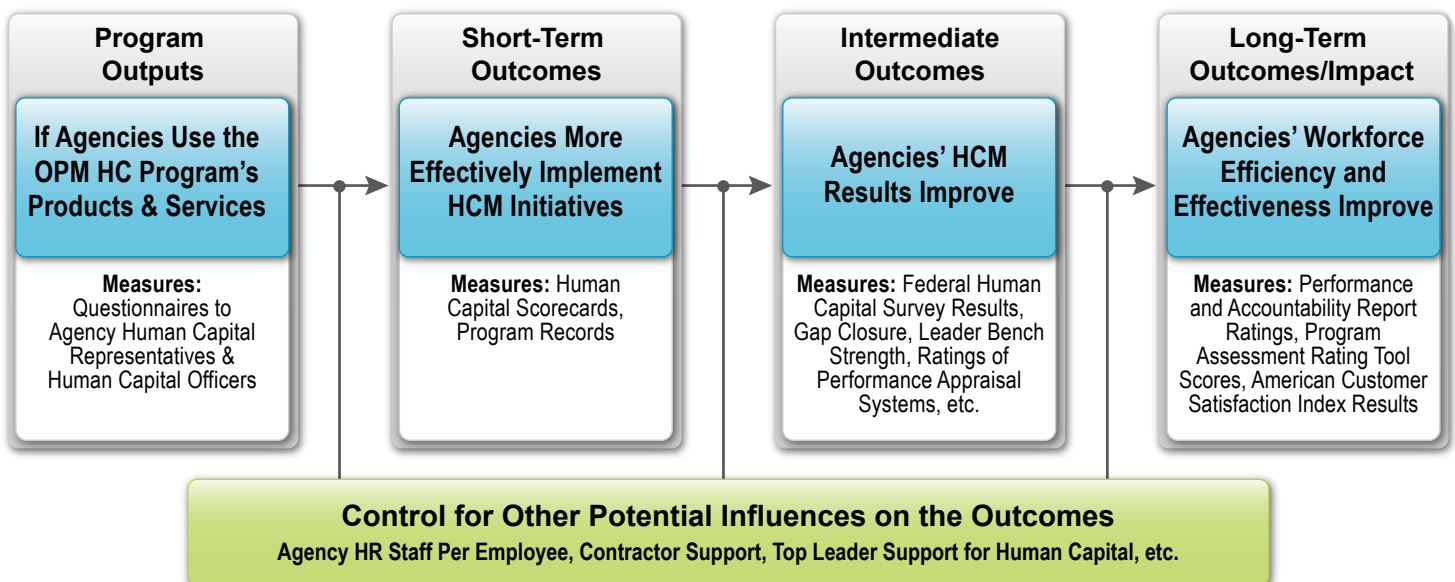 Program
Outputs
If Agencies Use the
OPM HC Program's
Products & Services
Measures:
Questionnaires to
Agency Human Capital
Representatives &
Human Capital Officers
Short-Term
Outcomes
Agencies More
Effectively Implement
HCM Initiatives
Measures: Human
Capital Scorecards,
Program Records
Intermediate
Outcomes
Agencies' HCM
Results Improve
Measures: Federal Human
Capital Survey Results,
Gap Closure, Leader Bench
Strength, Ratings of
Performance Appraisal
Systems, etc.
Long-Term
Outcomes/Impact
Agencies' Workforce
Efficiency and
Effectiveness Improve
Measures: Performance
and Accountability Report
Ratings, Program
Assessment Rating Tool
Scores, American Customer
Satisfaction Index Results
Control for Other Potential Influences on the Outcomes
Agency HR Staff Per Employee, Contractor Support, Top Leader Support for Human Capital, etc.